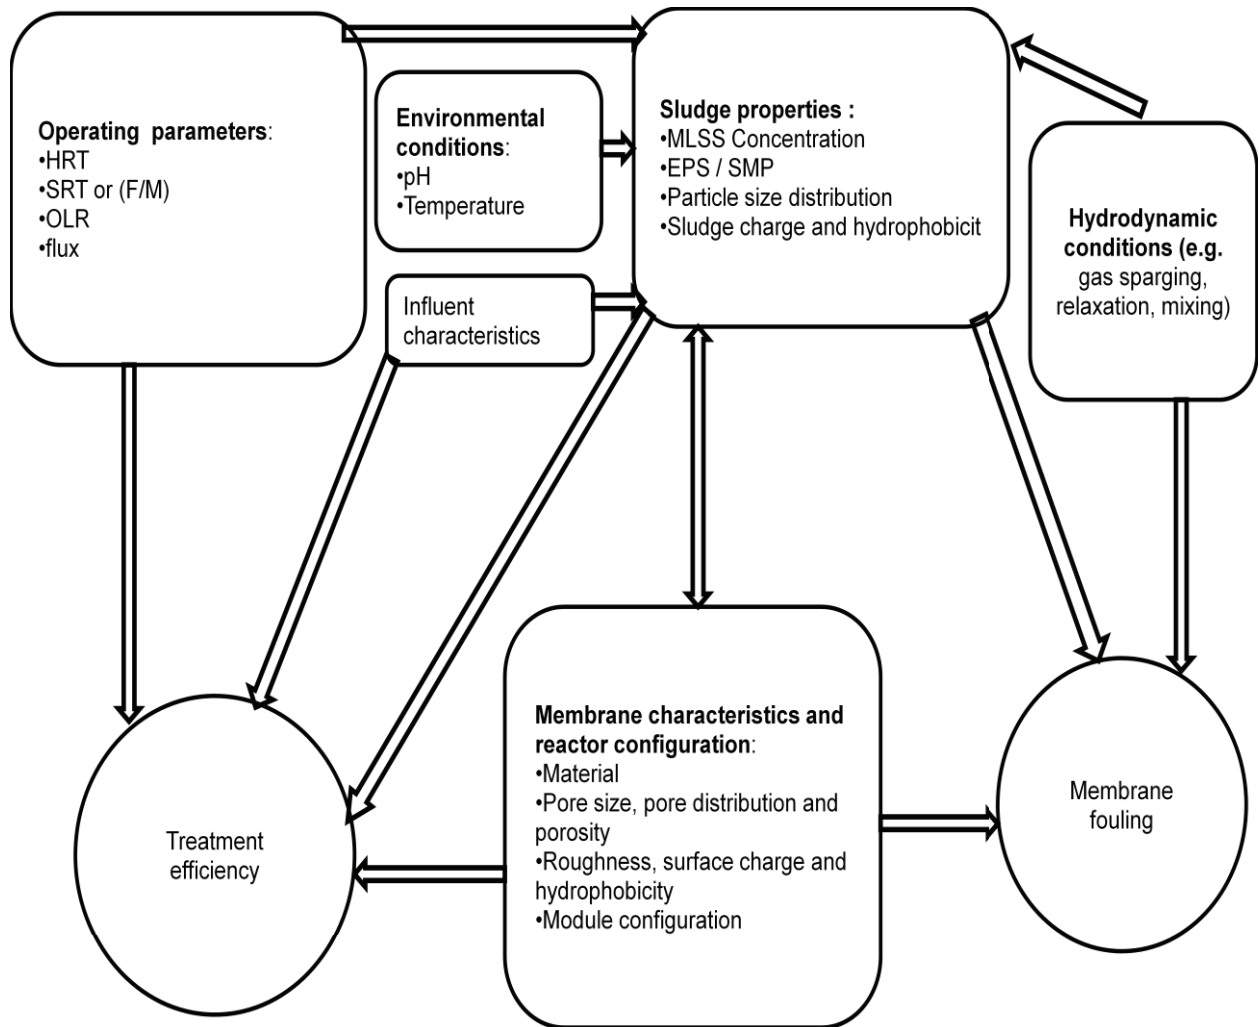 Operating parameters:
•HRT
•SRT or (F/M)
•OLR
•flux
Environmental
conditions:
•pH
•Temperature
Influent
characteristics
Sludge properties :
•MLSS Concentration
•EPS / SMP
•Particle size distribution
•Sludge charge and hydrophobicit
Hydrodynamic
conditions (e.g.
gas sparging,
relaxation, mixing)
Treatment
efficiency
Membrane characteristics and
reactor configuration:
•Material
•Pore size, pore distribution and
porosity
•Roughness, surface charge and
hydrophobicity
•Module configuration
Membrane
fouling